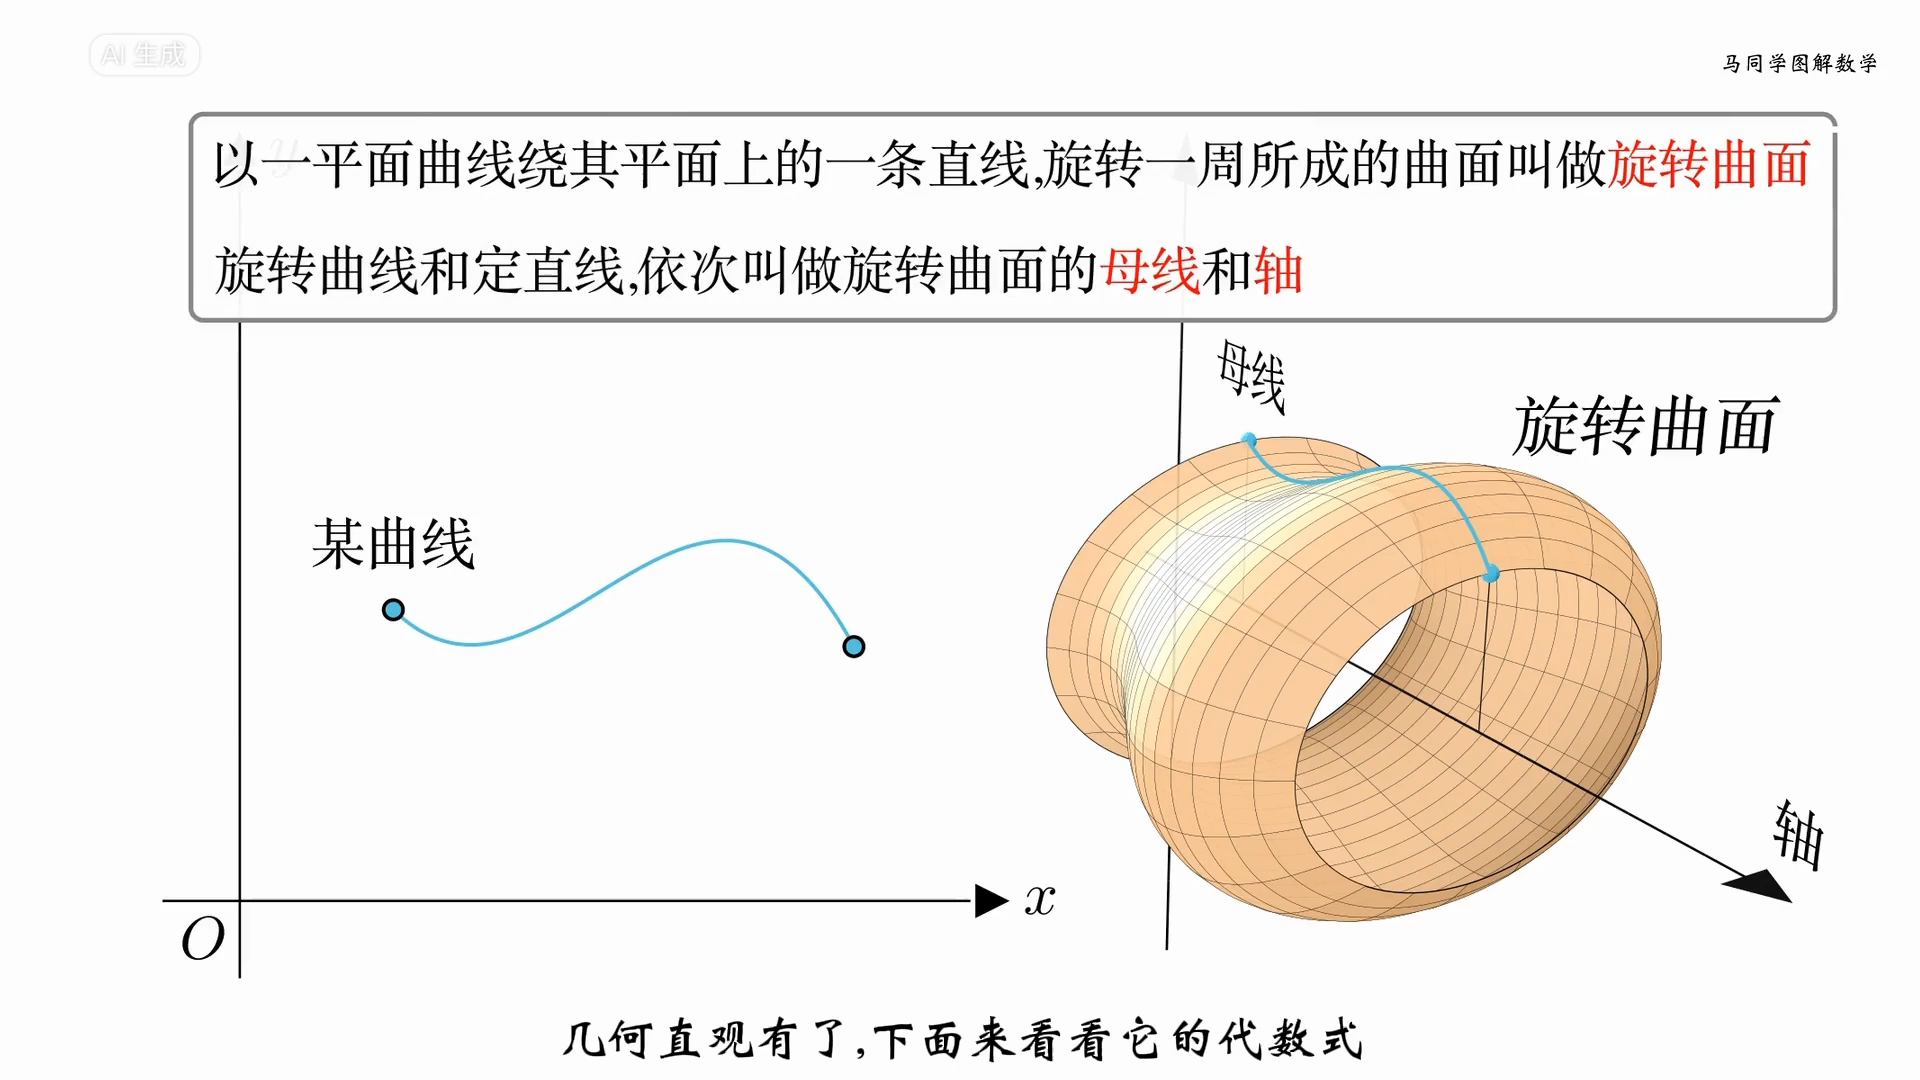 AI 生成
马同学图解数学
y
以一平面曲线绕其平面上的一条直线,旋转一周所成的曲面叫做旋转曲面
旋转曲线和定直线,依次叫做旋转曲面的母线和轴
母线
旋转曲面
某曲线
轴
x
O
几何直观有了,下面来看看它的代数式